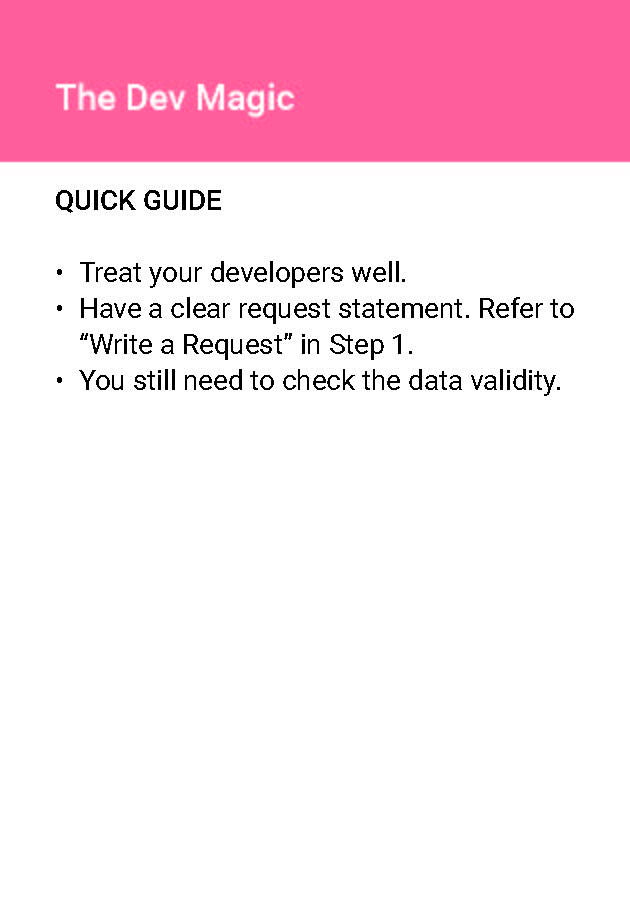 The Dev Magic
QUICK GUIDE
• Treat your developers well.
• Have a clear request statement. Refer to
“Write a Request” in Step 1.
• You still need to check the data validity.